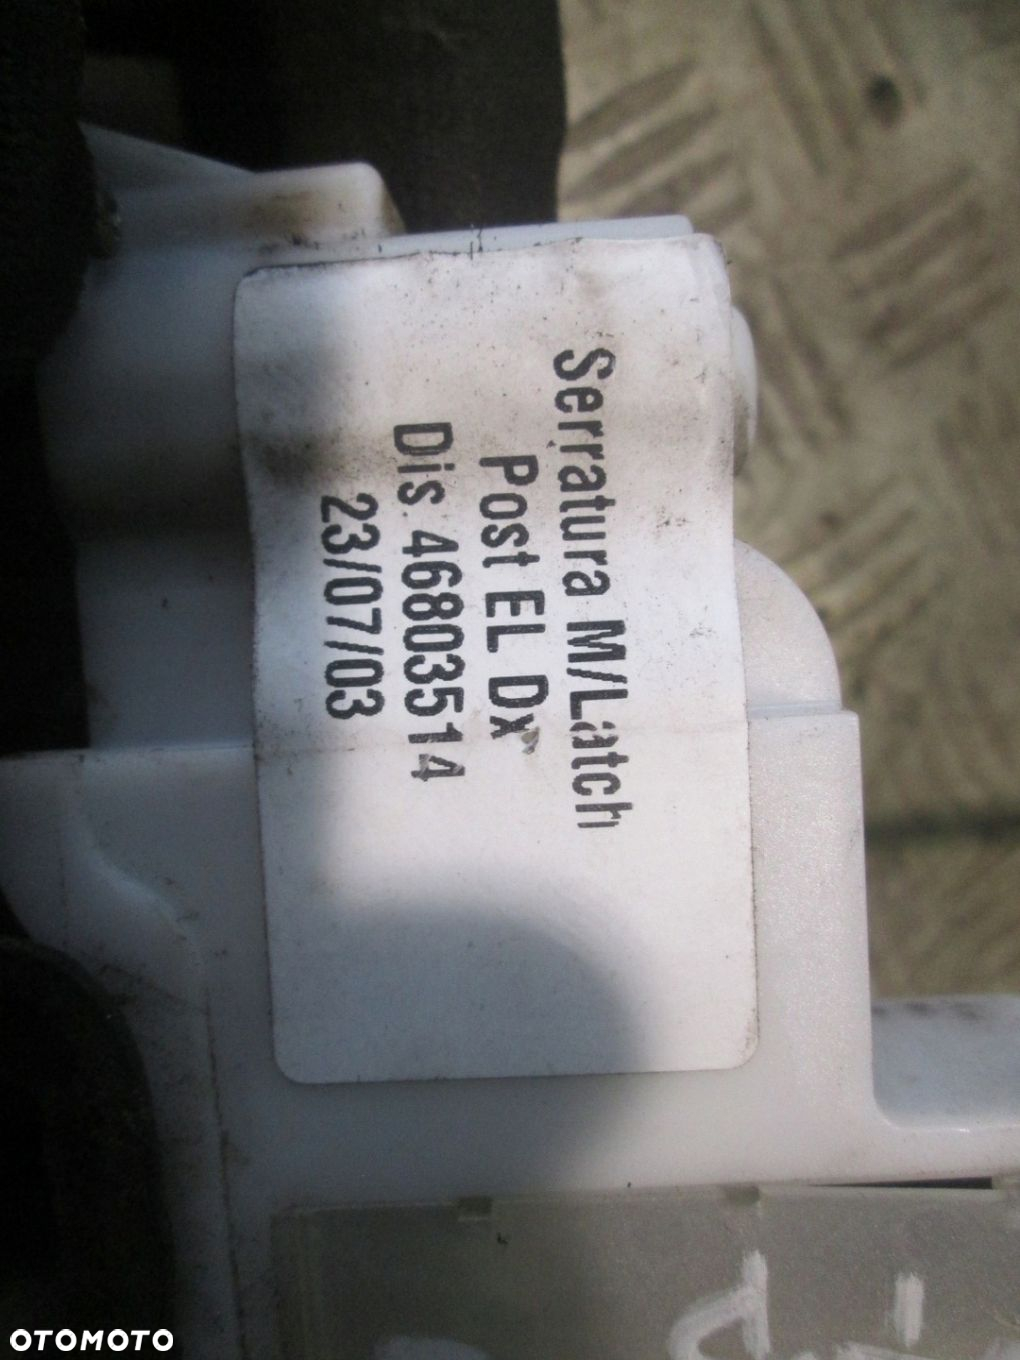 Serratura M/Latch
Post EL Dx
Dis. 46803514
23/07/03
OTOMOTO